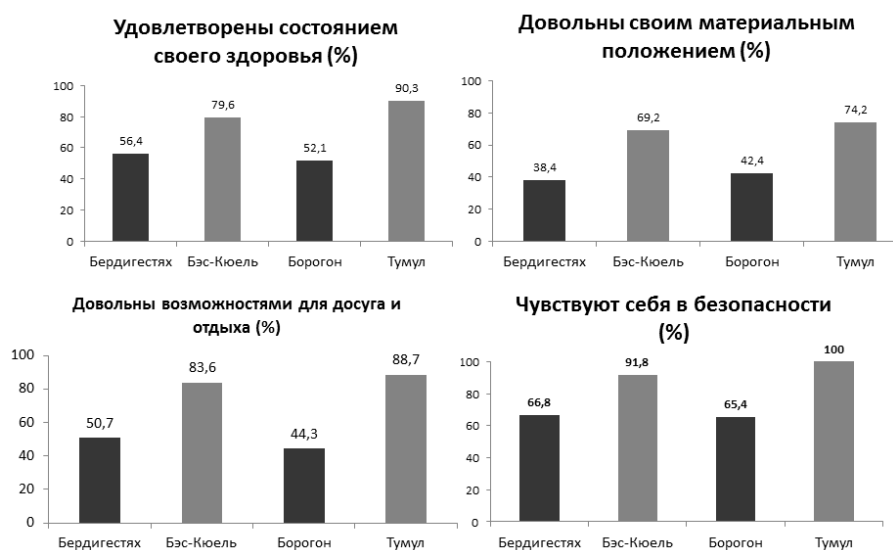 Удовлетворены состоянием
своего здоровья (%)
100
80
60
40
20
0
56,4
79,6
52,1
90,3
Бердигестях
Бэс-Кюель
Борогон
Тумул
Довольны своим материальным
положением (%)
100
80
60
40
20
0
38,4
69,2
42,4
74,2
Бердигестях
Бэс-Кюель
Борогон
Тумул
Довольны возможностями для досуга и
отдыха (%)
100
80
60
40
20
0
50,7
83,6
44,3
88,7
Бердигестях
Бэс-Кюель
Борогон
Тумул
Чувствуют себя в безопасности
(%)
100
80
60
40
20
0
66,8
91,8
65,4
100
Бердигестях
Бэс-Кюель
Борогон
Тумул